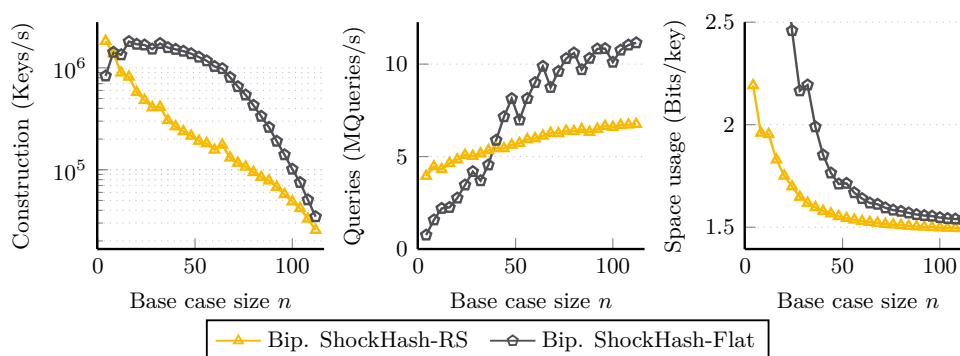 Construction (Keys/s)
10^6
10^5
0
50
100
Base case size n
Queries (MQueries/s)
10
5
0
0
50
100
Base case size n
Space usage (Bits/key)
2.5
2
1.5
0
50
100
Base case size n
Bip. ShockHash-RS
Bip. ShockHash-Flat